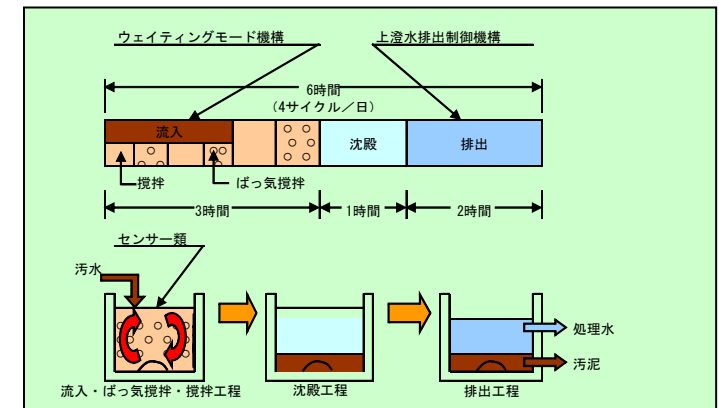 ウェイティングモード機構
上澄水排出制御機構
6時間
(4サイクル/日)
流入
沈殿
排出
撹拌
ばっ気撹拌
3時間
1時間
2時間
センサー類
汚水
処理水
汚泥
流入・ばっ気撹拌・撹拌工程
沈殿工程
排出工程